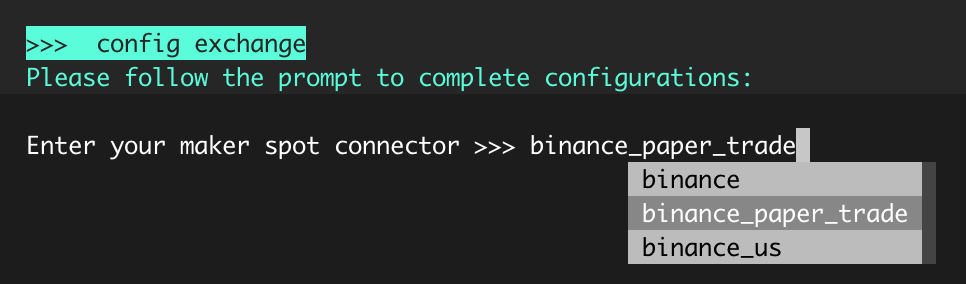 >>>  config exchange
Please follow the prompt to complete configurations:
Enter your maker spot connector >>> binance_paper_trade
binance
binance_paper_trade
binance_us